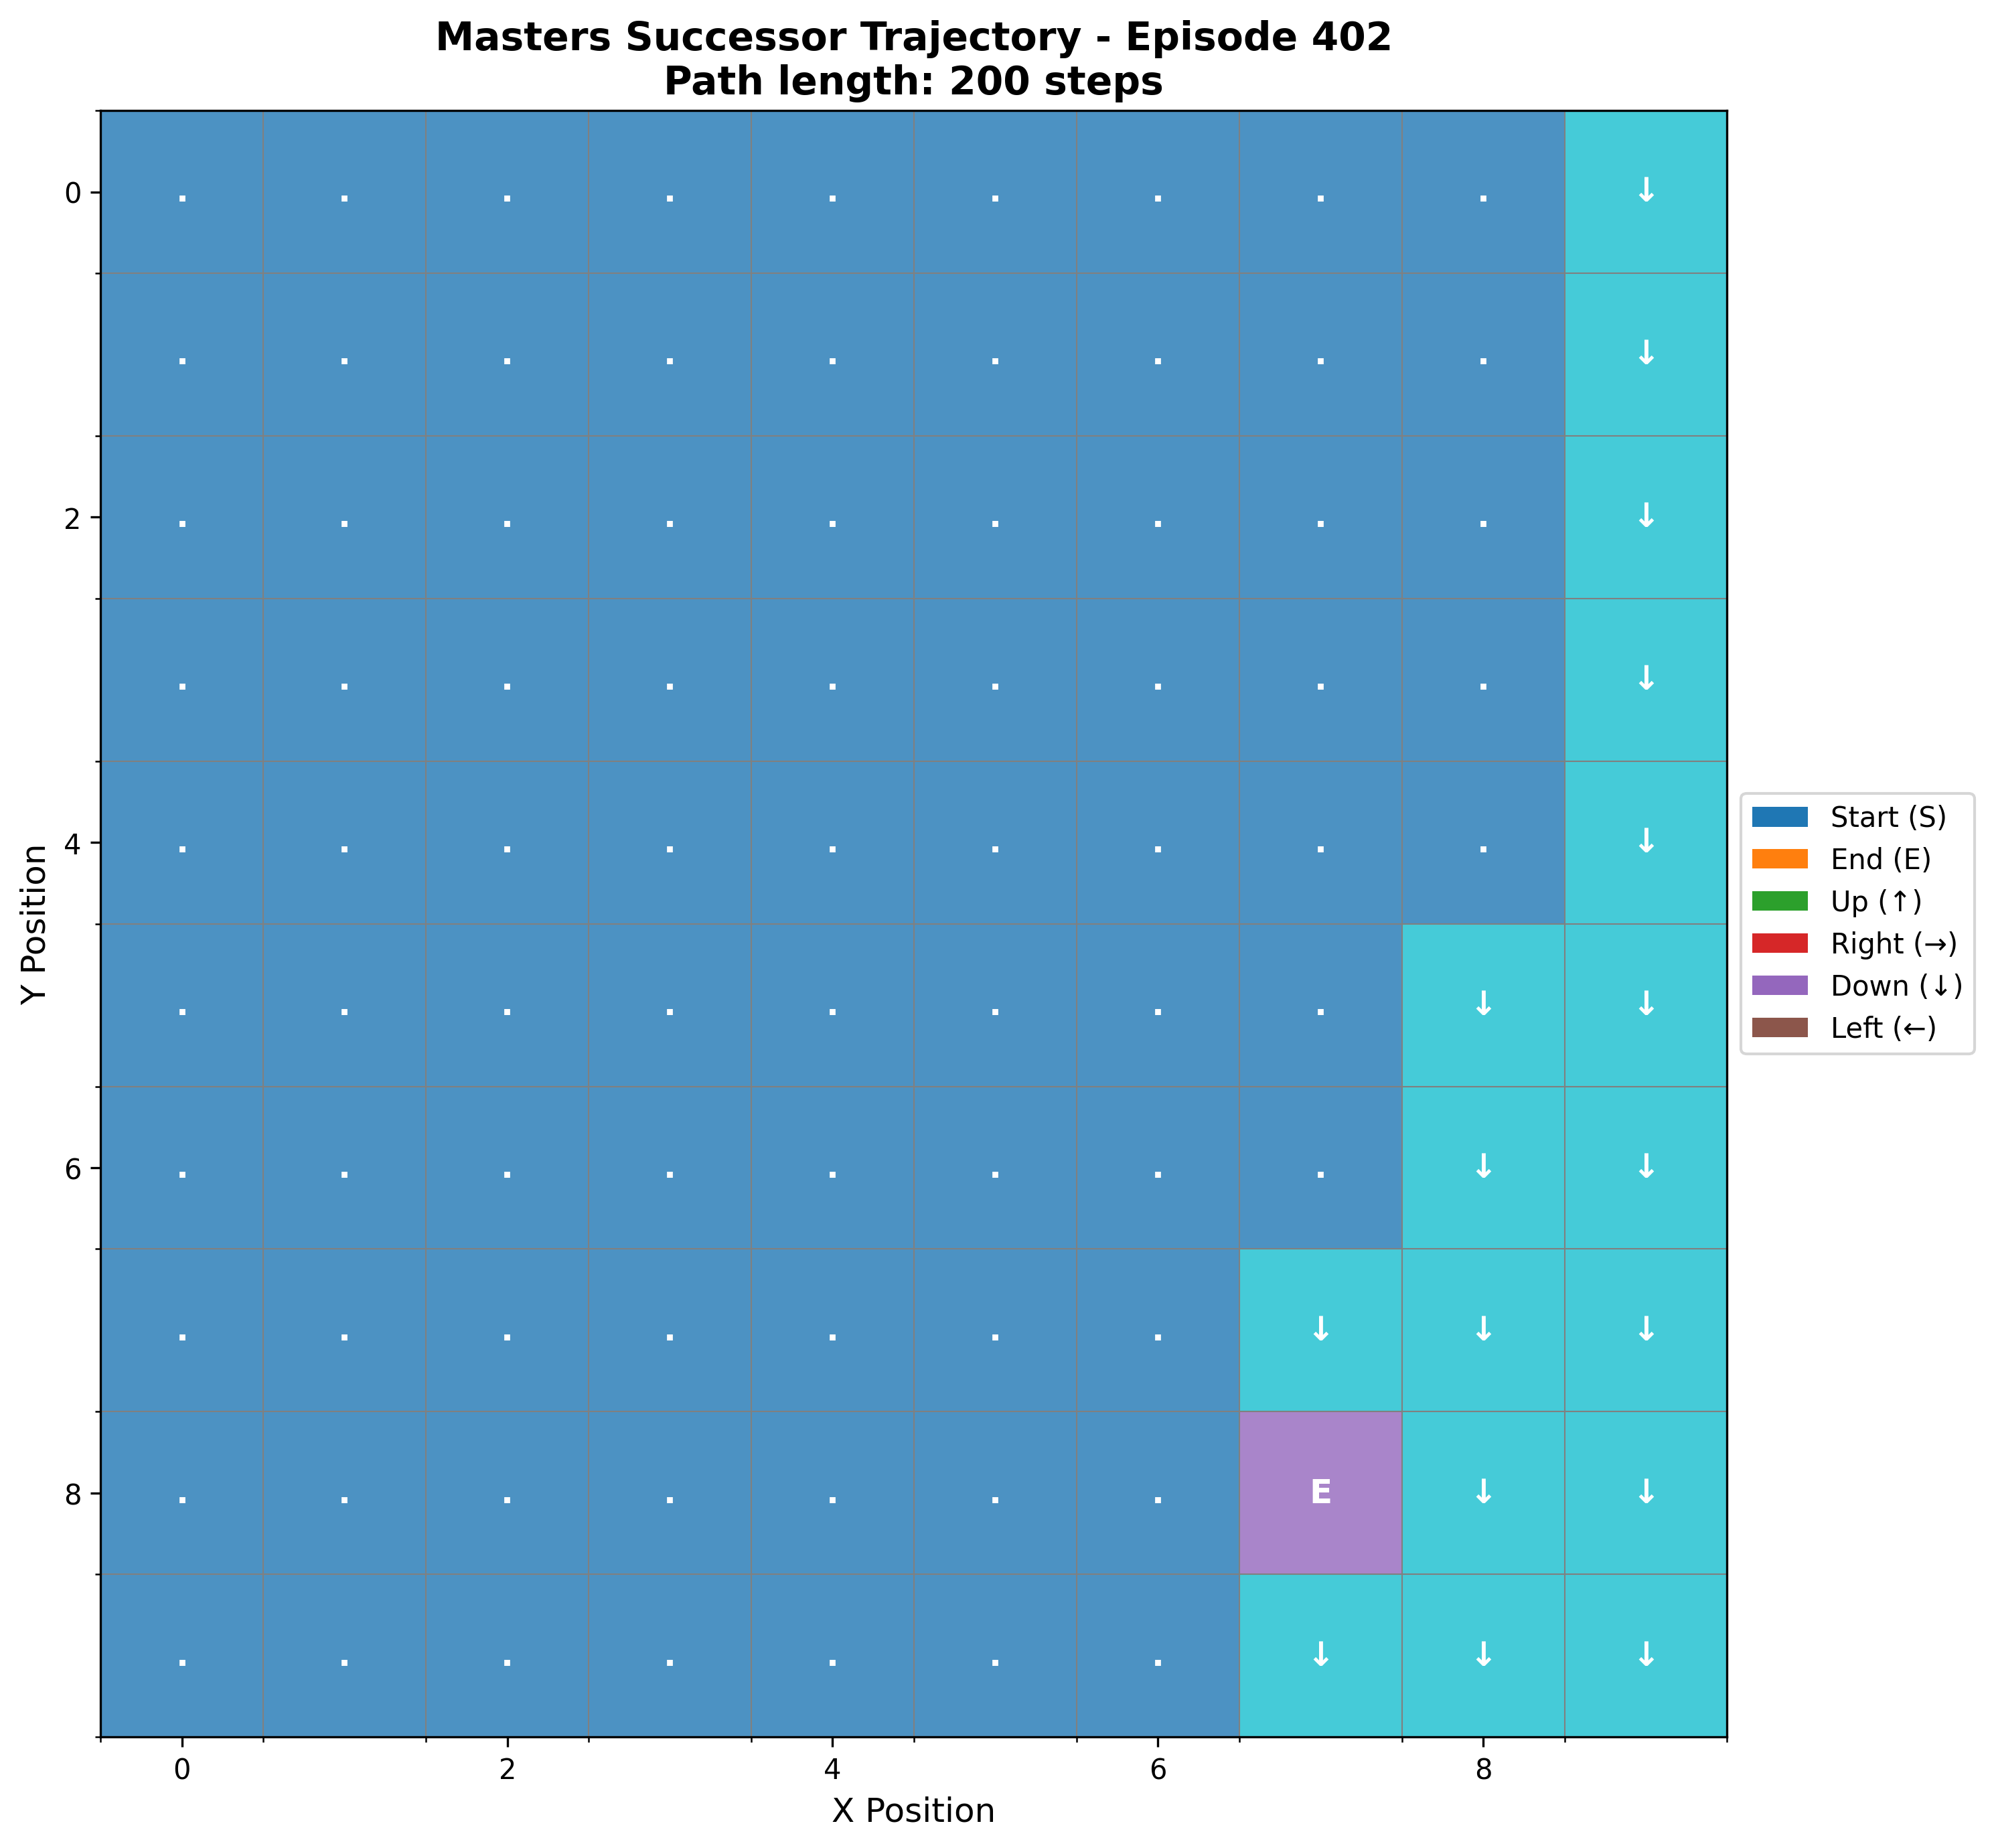 Masters Successor Trajectory - Episode 402
Path length: 200 steps
0 . . . . . . . . . ↓
. . . . . . . . . ↓
2 . . . . . . . . . ↓
. . . . . . . . . ↓
4 . . . . . . . . . ↓
. . . . . . . . ↓ ↓
6 . . . . . . . . ↓ ↓
. . . . . . . ↓ ↓ ↓
8 . . . . . . . E ↓ ↓
. . . . . . . ↓ ↓ ↓
0 2 4 6 8
X Position
Y Position
Start (S)
End (E)
Up (↑)
Right (→)
Down (↓)
Left (←)